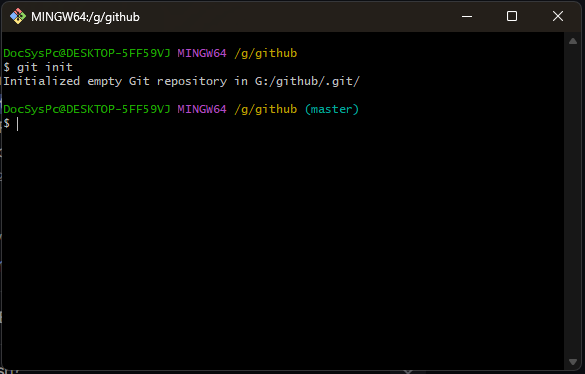 MINGW64:/g/github
DocSysPc@DESKTOP-5FF59VJ MINGW64 /g/github
$ git init
Initialized empty Git repository in G:/github/.git/
DocSysPc@DESKTOP-5FF59VJ MINGW64 /g/github (master)
$